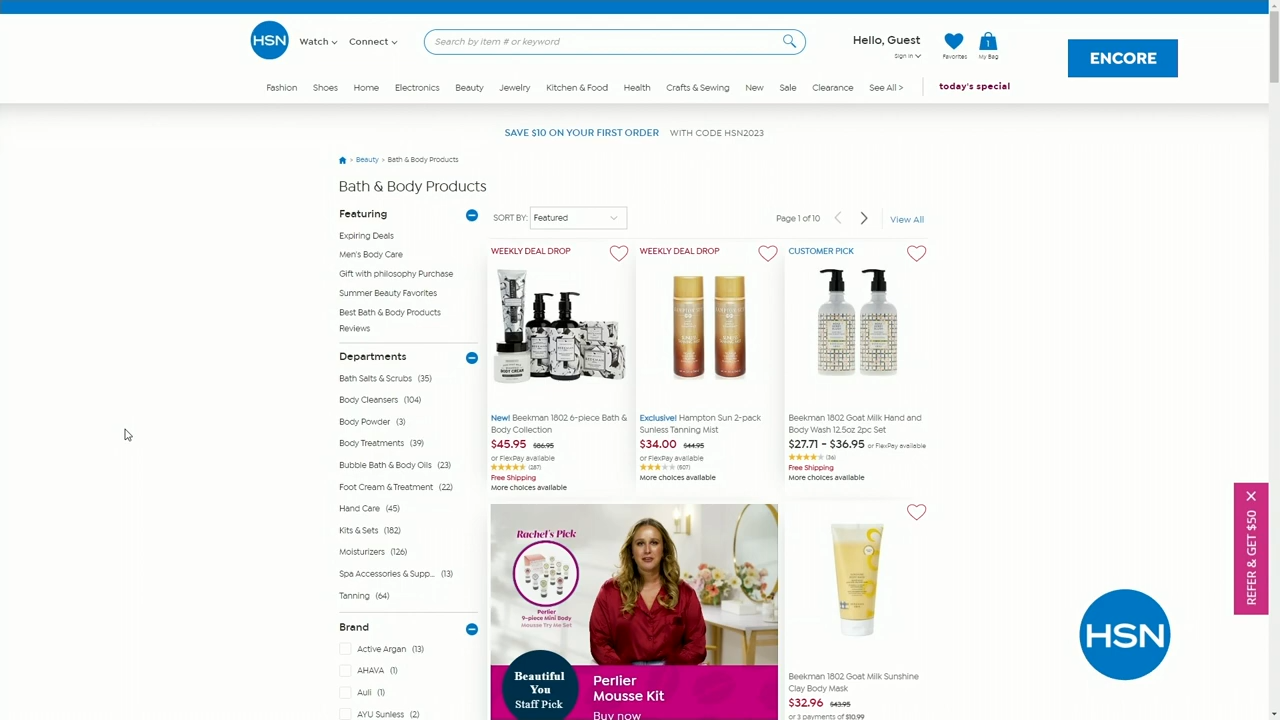 HSN
Watch
Connect
Search by item # or keyword
Hello, Guest
Sign In
Favorites
1
My Bag
ENCORE
Fashion
Shoes
Home
Electronics
Beauty
Jewelry
Kitchen & Food
Health
Crafts & Sewing
New
Sale
Clearance
See All >
today's special
SAVE $10 ON YOUR FIRST ORDER WITH CODE HSN2023
Beauty » Bath & Body Products
Bath & Body Products
Featuring
Expiring Deals
Men's Body Care
Gift with philosophy Purchase
Summer Beauty Favorites
Best Bath & Body Products
Reviews
Departments
Bath Salts & Scrubs (35)
Body Cleansers (104)
Body Powder (3)
Body Treatments (39)
Bubble Bath & Body Oils (23)
Foot Cream & Treatment (22)
Hand Care (45)
Kits & Sets (182)
Moisturizers (126)
Spa Accessories & Supp... (13)
Tanning (64)
Brand
Active Argan (13)
AHAVA (1)
Auli (1)
AYU Sunless (2)
SORT BY: Featured
Page 1 of 10
View All
WEEKLY DEAL DROP
New! Beekman 1802 6-piece Bath &
Body Collection
$45.95 $86.95
or FlexPay available
(287)
Free Shipping
More choices available
WEEKLY DEAL DROP
Exclusive! Hampton Sun 2-pack
Sunless Tanning Mist
$34.00 $44.95
or FlexPay available
(507)
More choices available
CUSTOMER PICK
Beekman 1802 Goat Milk Hand and
Body Wash 12.5oz 2pc Set
$27.71 - $36.95 or FlexPay available
(36)
Free Shipping
More choices available
Rachel's Pick
Perlier
9-piece Mini Body
Mousse Try Me Set
Beautiful
You
Staff Pick
Perlier
Mousse Kit
Buy now
Beekman 1802 Goat Milk Sunshine
Clay Body Mask
$32.96 $43.95
or 3 payments of $10.99
REFER & GET $50
HSN